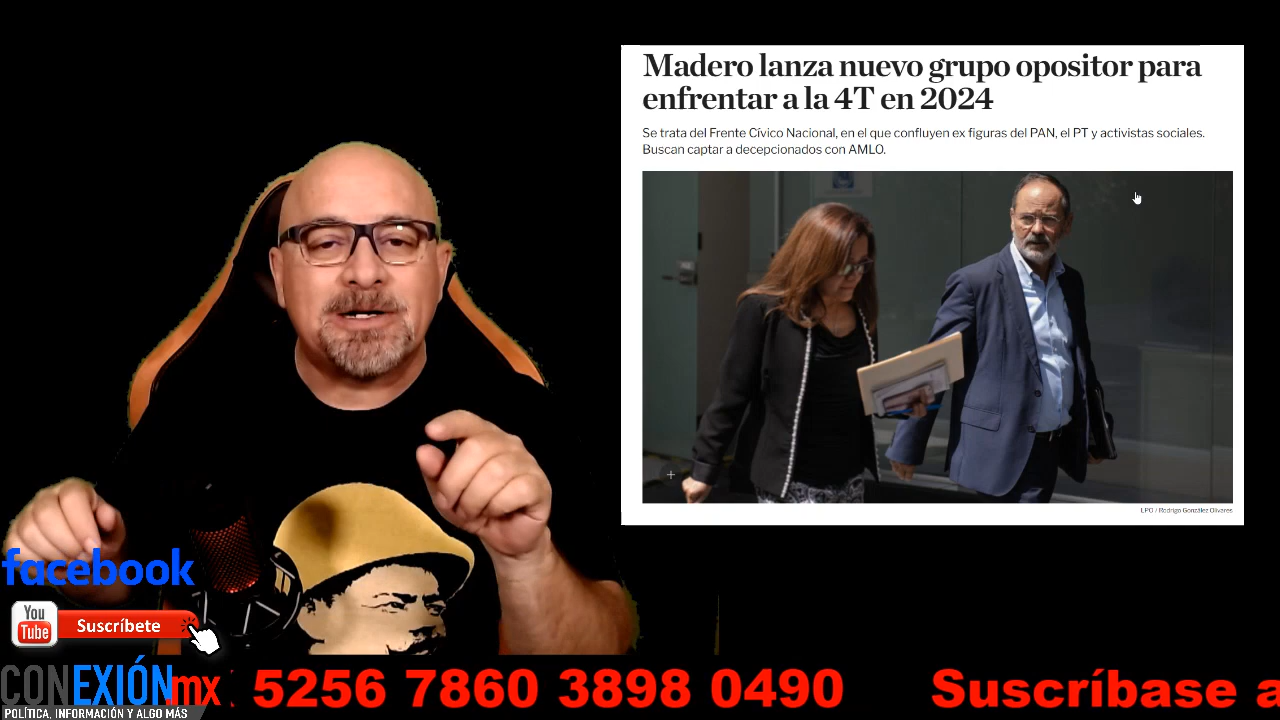 Madero lanza nuevo grupo opositor para
enfrentar a la 4T en 2024
Se trata del Frente Cívico Nacional, en el que confluyen ex figuras del PAN, el PT y activistas sociales.
Buscan captar a decepcionados con AMLO.
LPO / Rodrigo González Olivares
facebook
You
Tube
Suscríbete
CONEXIÓN mx
POLÍTICA, INFORMACIÓN Y ALGO MÁS
5256 7860 3898 0490 Suscríbase a